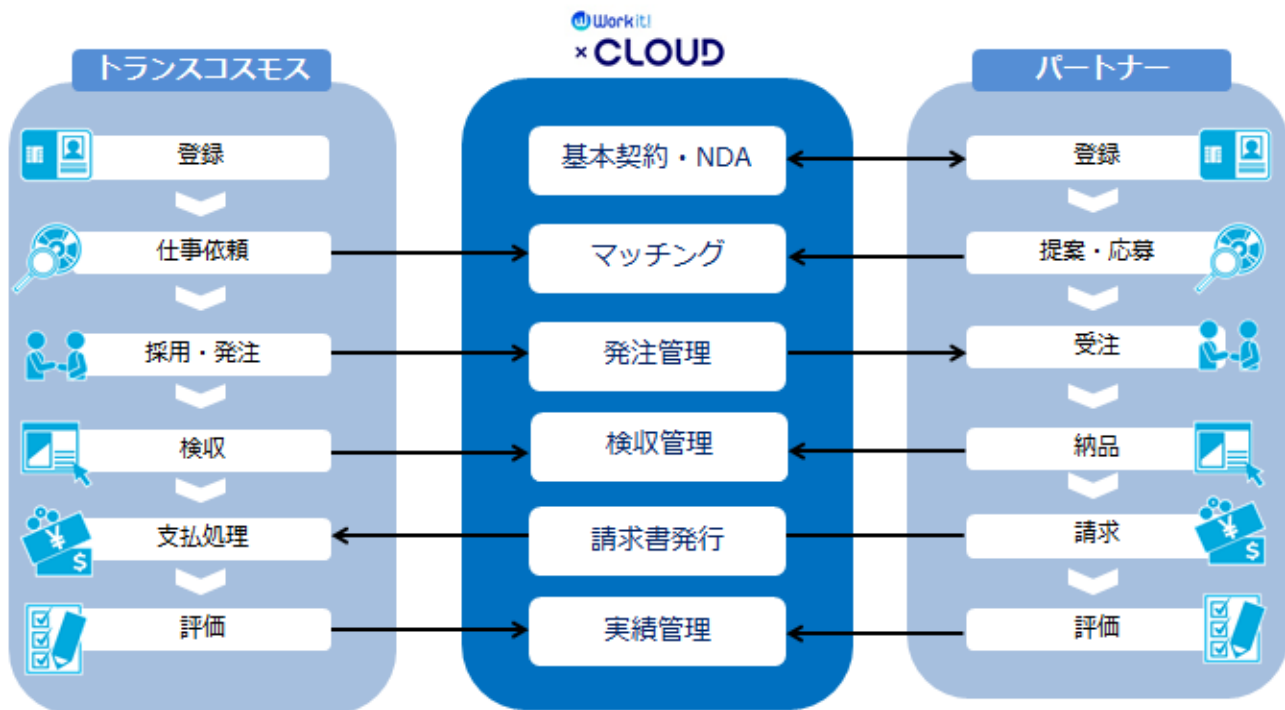 Workit!
×CLOUD
トランスコスモス
パートナー
登録
基本契約・NDA
登録
仕事依頼
マッチング
提案・応募
採用・発注
発注管理
受注
検収
検収管理
納品
支払処理
請求書発行
請求
評価
実績管理
評価
¥
$
¥
$